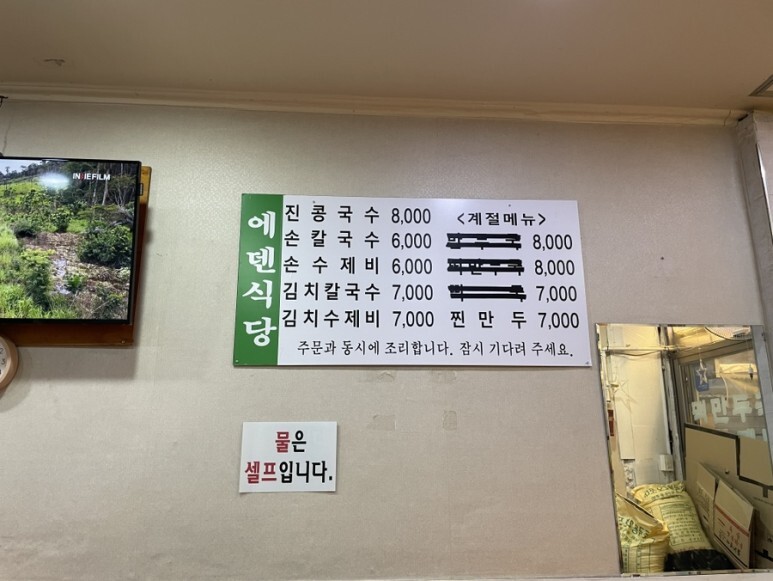 INDIEFILM
에덴식당
진콩국수 8,000
손칼국수 6,000
손수제비 6,000
김치칼국수 7,000
김치수제비 7,000
<계절메뉴>
8,000
8,000
7,000
찐만두 7,000
주문과 동시에 조리합니다. 잠시 기다려 주세요.
물은
셀프입니다.